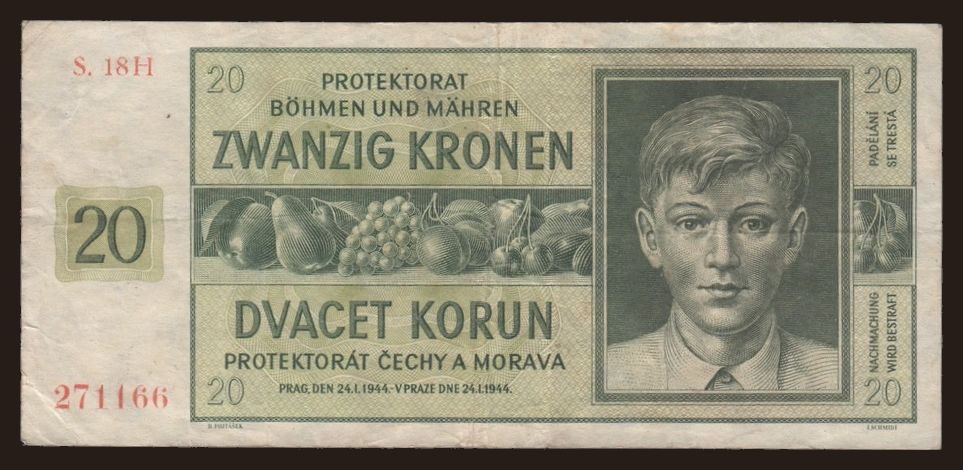 S. 18H
20
20
PROTEKTORAT
BÖHMEN UND MÄHREN
ZWANZIG KRONEN
PADĚLÁNÍ
SE TRESTÁ
20
DVACET KORUN
PROTEKTORÁT ČECHY A MORAVA
PRAG, DEN 24.I.1944.-V PRAZE DNE 24.I.1944.
NACHMACHUNG
WIRD BESTRAFT
271166
20
20
I.SCHMIDT